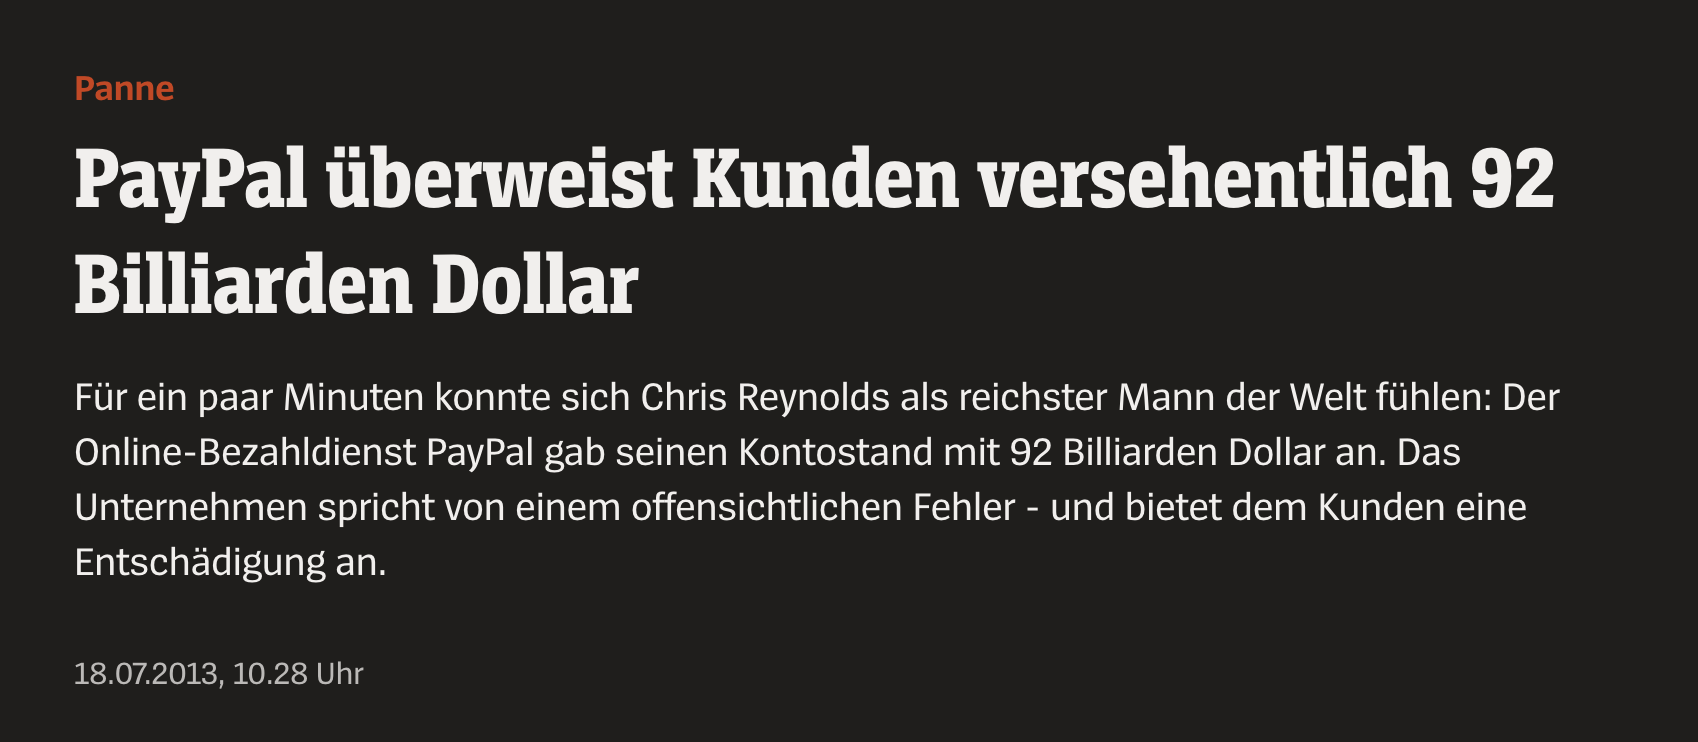 Panne
PayPal überweist Kunden versehentlich 92
Billiarden Dollar
Für ein paar Minuten konnte sich Chris Reynolds als reichster Mann der Welt fühlen: Der
Online-Bezahldienst PayPal gab seinen Kontostand mit 92 Billiarden Dollar an. Das
Unternehmen spricht von einem offensichtlichen Fehler - und bietet dem Kunden eine
Entschädigung an.
18.07.2013, 10.28 Uhr